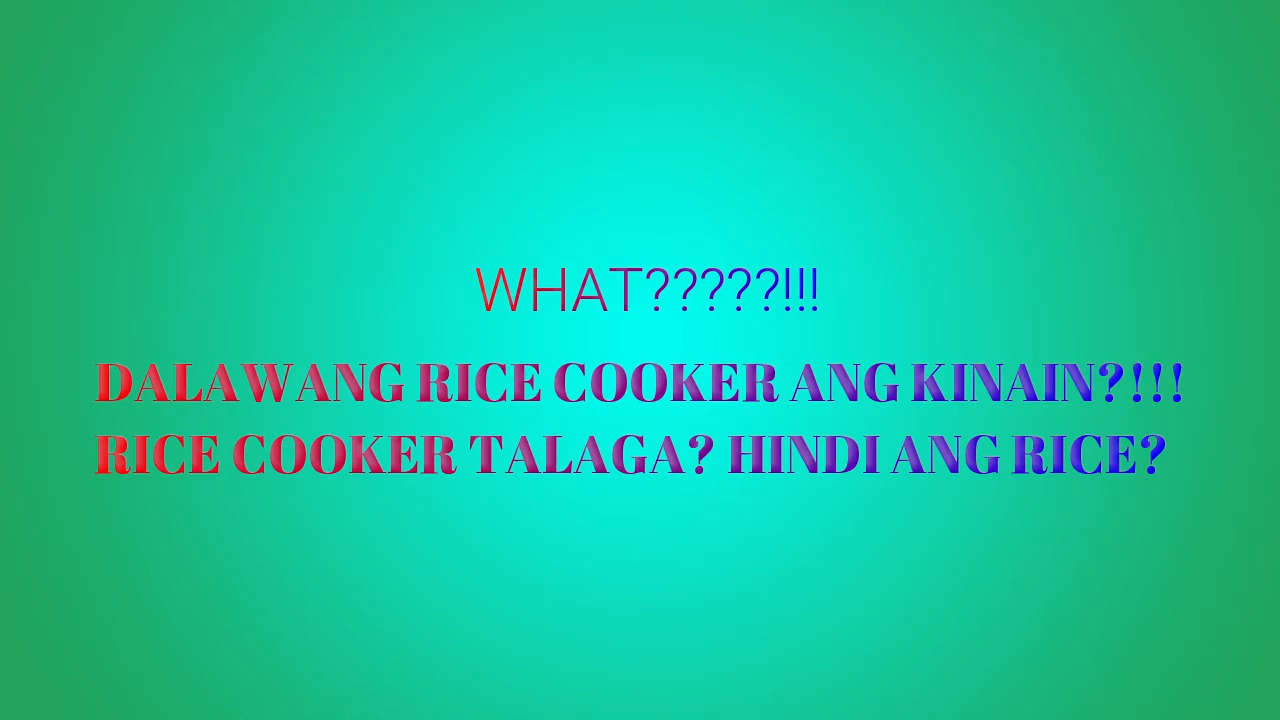 WHAT?????!!!
DALAWANG RICE COOKER ANG KINAIN?!!!
RICE COOKER TALAGA? HINDI ANG RICE?